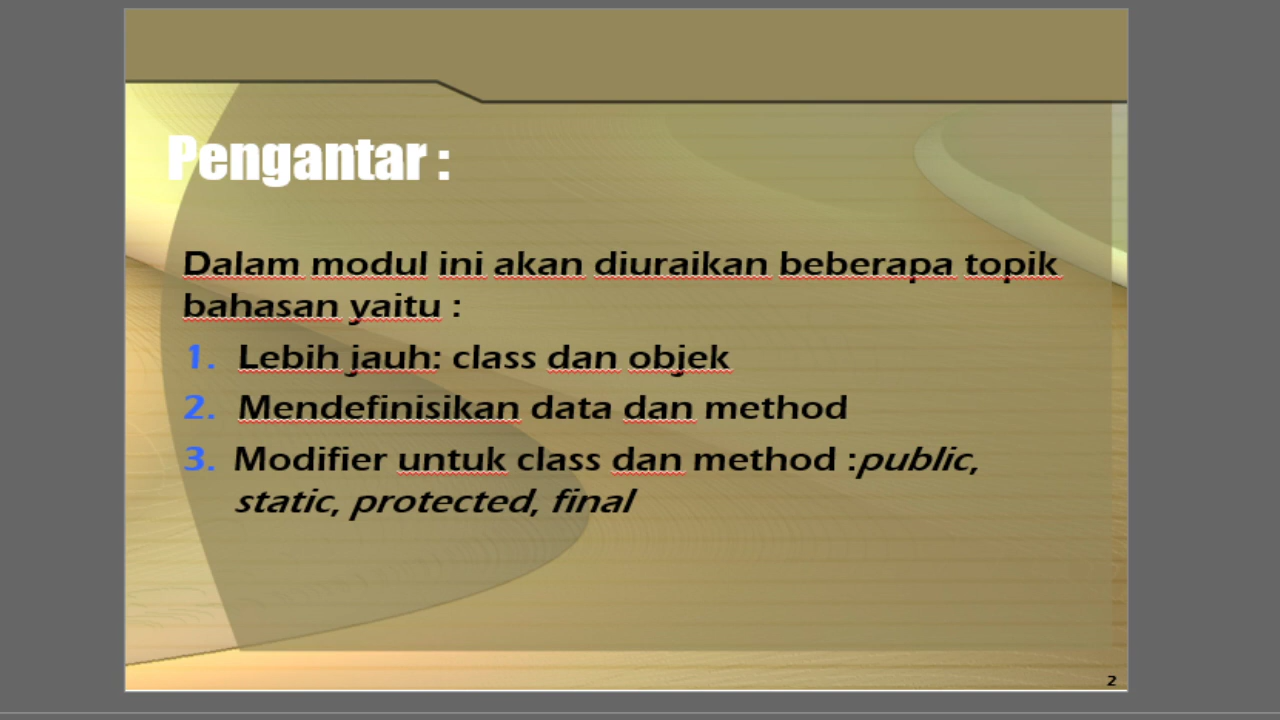 Pengantar :
Dalam modul ini akan diuraikan beberapa topik
bahasan yaitu :
1. Lebih jauh: class dan objek
2. Mendefinisikan data dan method
3. Modifier untuk class dan method :public,
static, protected, final
2